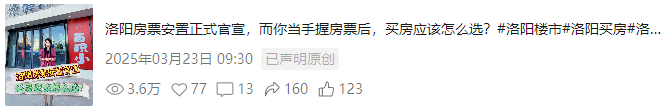 洛阳房票安置正式官宣，而你当手握房票后，买房应该怎么选？#洛阳楼市#洛阳买房#洛...
2025年03月23日 09:30 已声明原创
3.6万 77 13 160 123